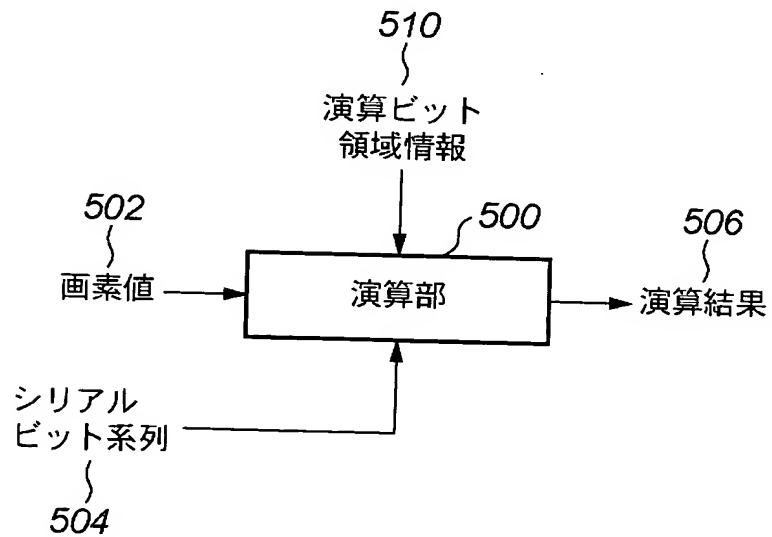 510
演算ビット
領域情報
502
500
506
画素値
演算部
演算結果
シリアル
ビット系列
504